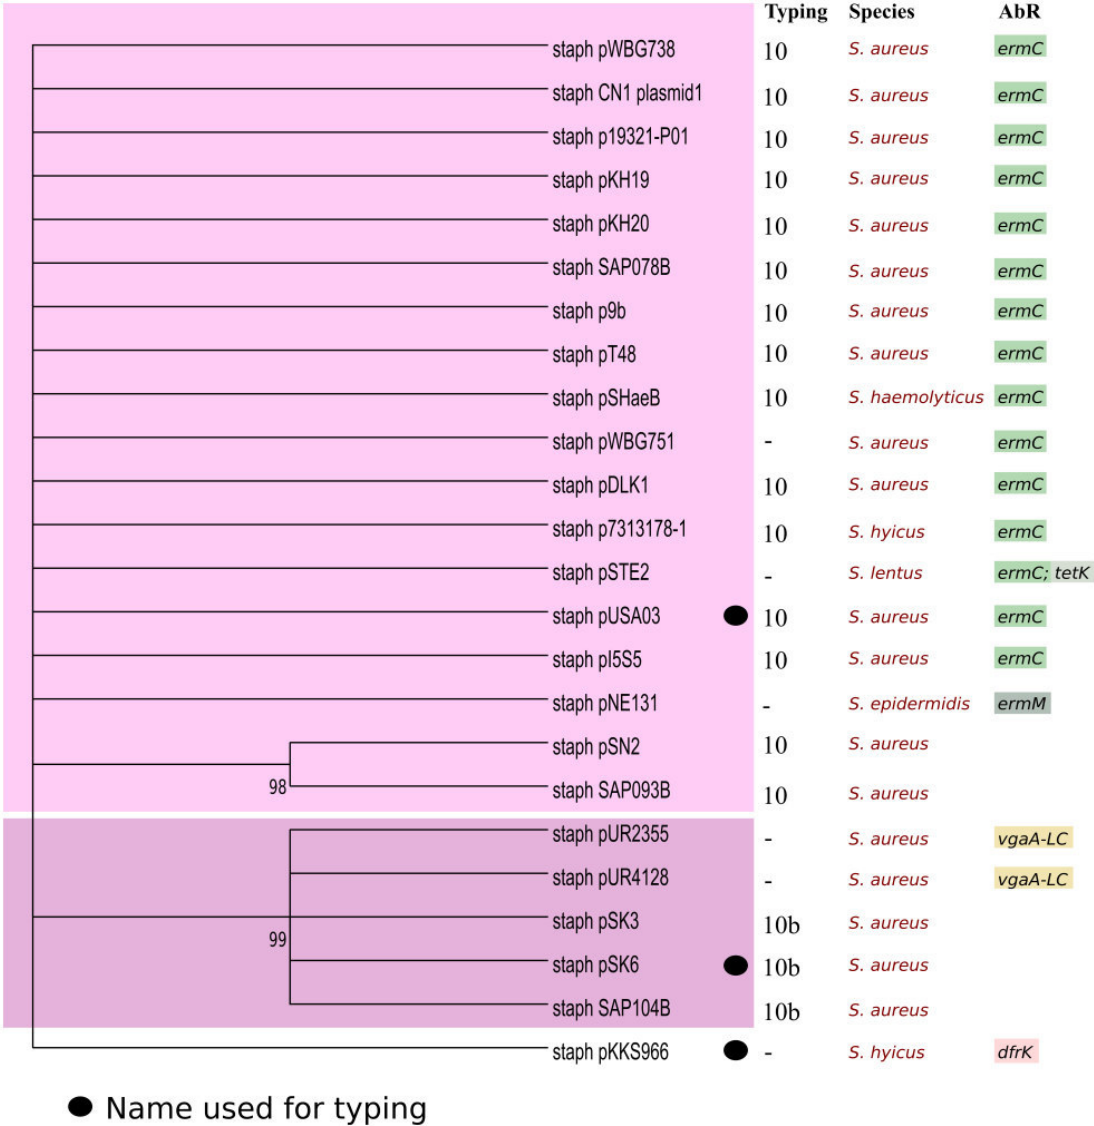 Typing Species AbR
staph pWBG738 10 S. aureus ermC
staph CN1 plasmid1 10 S. aureus ermC
staph p19321-P01 10 S. aureus ermC
staph pKH19 10 S. aureus ermC
staph pKH20 10 S. aureus ermC
staph SAP078B 10 S. aureus ermC
staph p9b 10 S. aureus ermC
staph pT48 10 S. aureus ermC
staph pSHaeB 10 S. haemolyticus ermC
staph pWBG751 - S. aureus ermC
staph pDLK1 10 S. aureus ermC
staph p7313178-1 10 S. hyicus ermC
staph pSTE2 - S. lentus ermC; tetK
staph pUSA03 10 S. aureus ermC
staph pI5S5 10 S. aureus ermC
staph pNE131 - S. epidermidis ermM
staph pSN2 10 S. aureus
98
staph SAP093B 10 S. aureus
staph pUR2355 - S. aureus vgaA-LC
staph pUR4128 - S. aureus vgaA-LC
staph pSK3 10b S. aureus
99
staph pSK6 10b S. aureus
staph SAP104B 10b S. aureus
staph pKKS966 - S. hyicus dfrK
Name used for typing